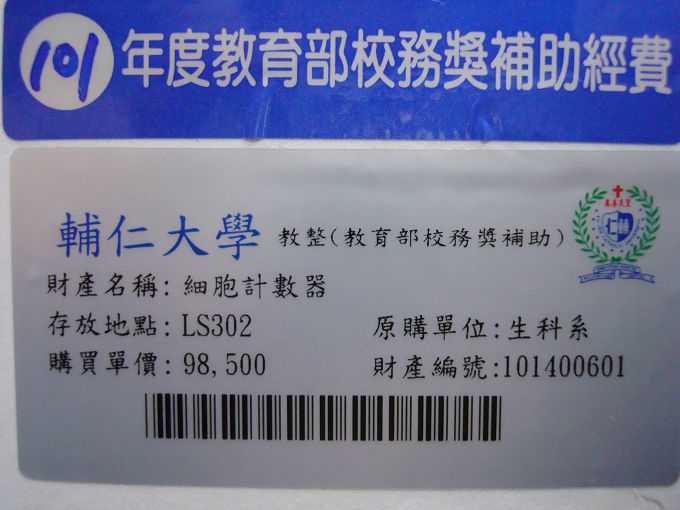 101年度教育部校務獎補助經費
輔仁大學 教整(教育部校務獎補助)
財產名稱: 細胞計數器
存放地點: LS302 原購單位:生科系
購買單價: 98,500 財產編號:101400601